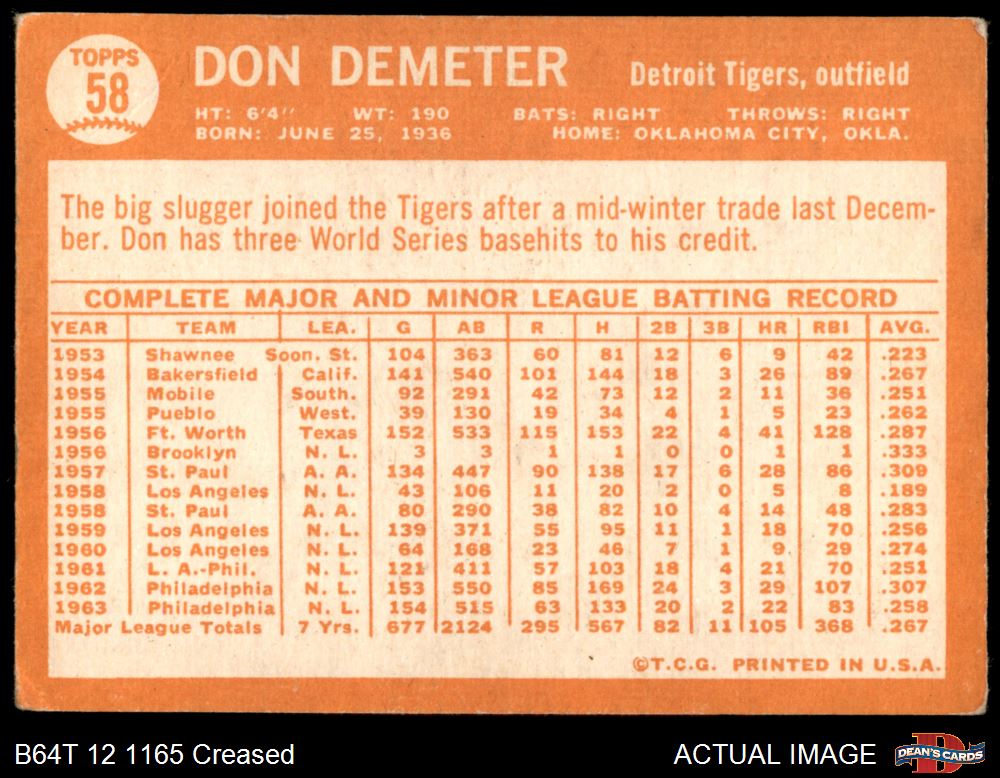 TOPPS
58
DON DEMETER Detroit Tigers, outfield
HT: 6'4" WT: 190 BATS: RIGHT THROWS: RIGHT
BORN: JUNE 25, 1936 HOME: OKLAHOMA CITY, OKLA.
The big slugger joined the Tigers after a mid-winter trade last Decem-
ber. Don has three World Series basehits to his credit.
COMPLETE MAJOR AND MINOR LEAGUE BATTING RECORD
YEAR TEAM LEA. G AB R H 2B 3B HR RBI AVG.
1953 Shawnee Soon. St. 104 363 60 81 12 6 9 42 .223
1954 Bakersfield Calif. 141 540 101 144 18 3 26 89 .267
1955 Mobile South. 92 291 42 73 12 2 11 36 .251
1955 Pueblo West. 39 130 19 34 4 1 5 23 .262
1956 Ft. Worth Texas 152 533 115 153 22 4 41 128 .287
1956 Brooklyn N. L. 3 3 1 1 0 0 1 1 .333
1957 St. Paul A. A. 134 447 90 138 17 6 28 86 .309
1958 Los Angeles N. L. 43 106 11 20 2 0 5 8 .189
1958 St. Paul A. A. 80 290 38 82 10 4 14 48 .283
1959 Los Angeles N. L. 139 371 55 95 11 1 18 70 .256
1960 Los Angeles N. L. 64 168 23 46 7 1 9 29 .274
1961 L. A.-Phil. N. L. 121 411 57 103 18 4 21 70 .251
1962 Philadelphia N. L. 153 550 85 169 24 3 29 107 .307
1963 Philadelphia N. L. 154 515 63 133 20 2 22 83 .258
Major League Totals 7 Yrs. 677 2124 295 567 82 11 105 368 .267
©T.C.G. PRINTED IN U.S.A.
B64T 12 1165 Creased ACTUAL IMAGE DEAN'S CARDS